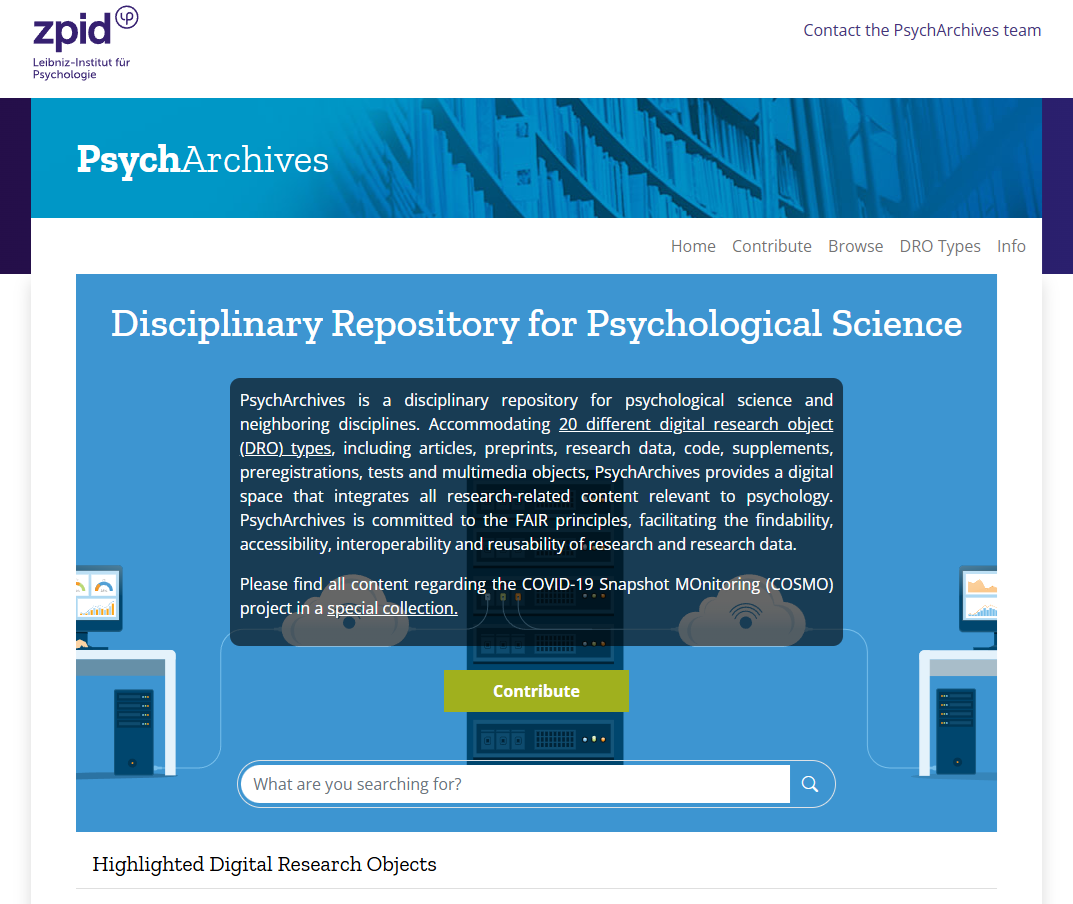 zpid
Leibniz-Institut für
Psychologie
Contact the PsychArchives team
PsychArchives
Home Contribute Browse DRO Types Info
Disciplinary Repository for Psychological Science
PsychArchives is a disciplinary repository for psychological science and
neighboring disciplines. Accommodating 20 different digital research object
(DRO) types, including articles, preprints, research data, code, supplements,
preregistrations, tests and multimedia objects, PsychArchives provides a digital
space that integrates all research-related content relevant to psychology.
PsychArchives is committed to the FAIR principles, facilitating the findability,
accessibility, interoperability and reusability of research and research data.
Please find all content regarding the COVID-19 Snapshot MOnitoring (COSMO)
project in a special collection.
Contribute
What are you searching for?
Highlighted Digital Research Objects